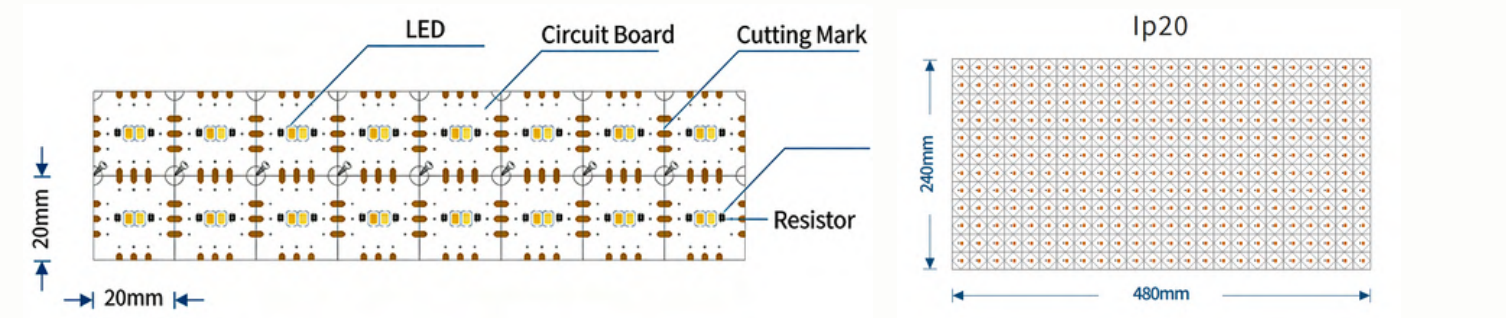 LED
Circuit Board
Cutting Mark
20mm
20mm
Resistor
Ip20
240mm
480mm